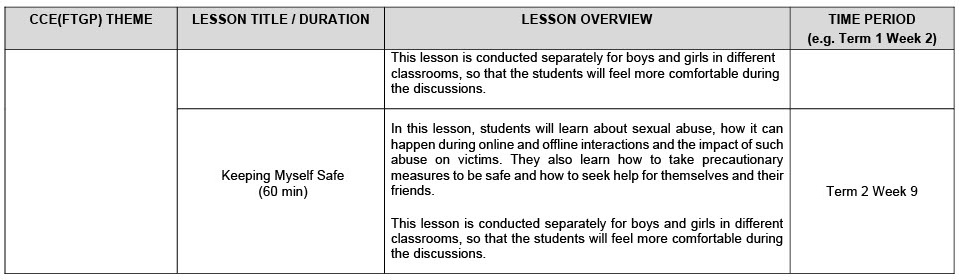 CCE(FTGP) THEME
LESSON TITLE / DURATION
LESSON OVERVIEW
TIME PERIOD
(e.g. Term 1 Week 2)
This lesson is conducted separately for boys and girls in different
classrooms, so that the students will feel more comfortable during
the discussions.
Keeping Myself Safe
(60 min)
In this lesson, students will learn about sexual abuse, how it can
happen during online and offline interactions and the impact of such
abuse on victims. They also learn how to take precautionary
measures to be safe and how to seek help for themselves and their
friends.
This lesson is conducted separately for boys and girls in different
classrooms, so that the students will feel more comfortable during
the discussions.
Term 2 Week 9